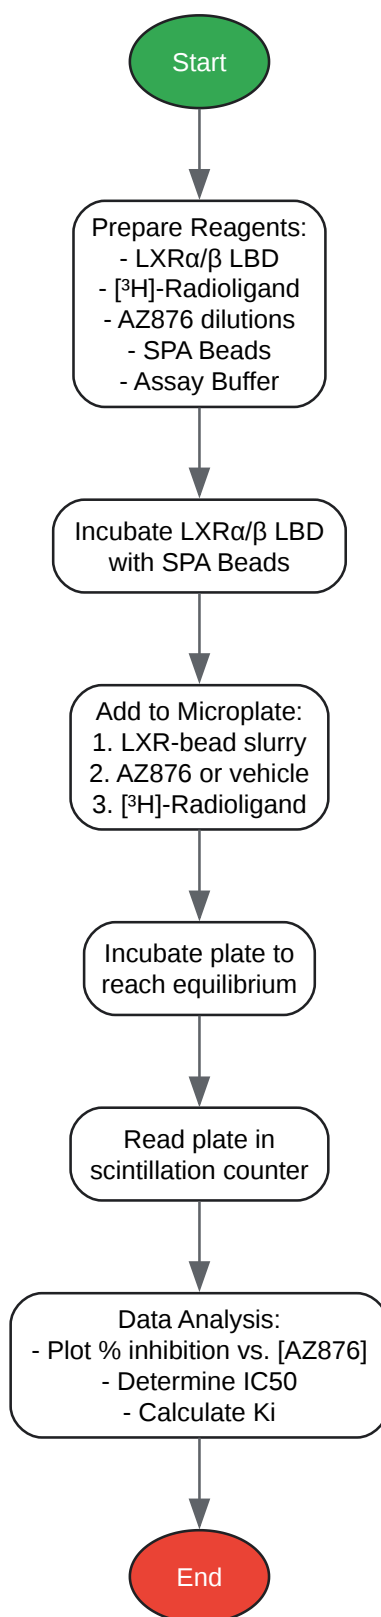 Start
Prepare Reagents:
- LXRα/β LBD
- [³H]-Radioligand
- AZ876 dilutions
- SPA Beads
- Assay Buffer
Incubate LXRα/β LBD
with SPA Beads
Add to Microplate:
1. LXR-bead slurry
2. AZ876 or vehicle
3. [³H]-Radioligand
Incubate plate to
reach equilibrium
Read plate in
scintillation counter
Data Analysis:
- Plot % inhibition vs. [AZ876]
- Determine IC50
- Calculate Ki
End